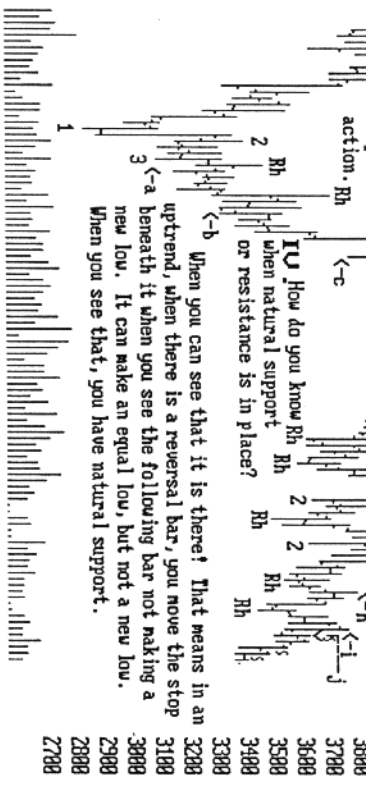 action. Rh
<-c
IV. How do you know Rh
when natural support
or resistance is in place?
Rh
2
Rh
2
Rh
Rh
<-h
<-i
j
s
s
2
Rh
1
3
<-a
<-b
When you can see that it is there! That means in an
uptrend, when there is a reversal bar, you move the stop
beneath it when you see the following bar not making a
new low. It can make an equal low, but not a new low.
When you see that, you have natural support.
3800
3700
3600
3500
3400
3300
3200
3100
3000
2900
2800
2700